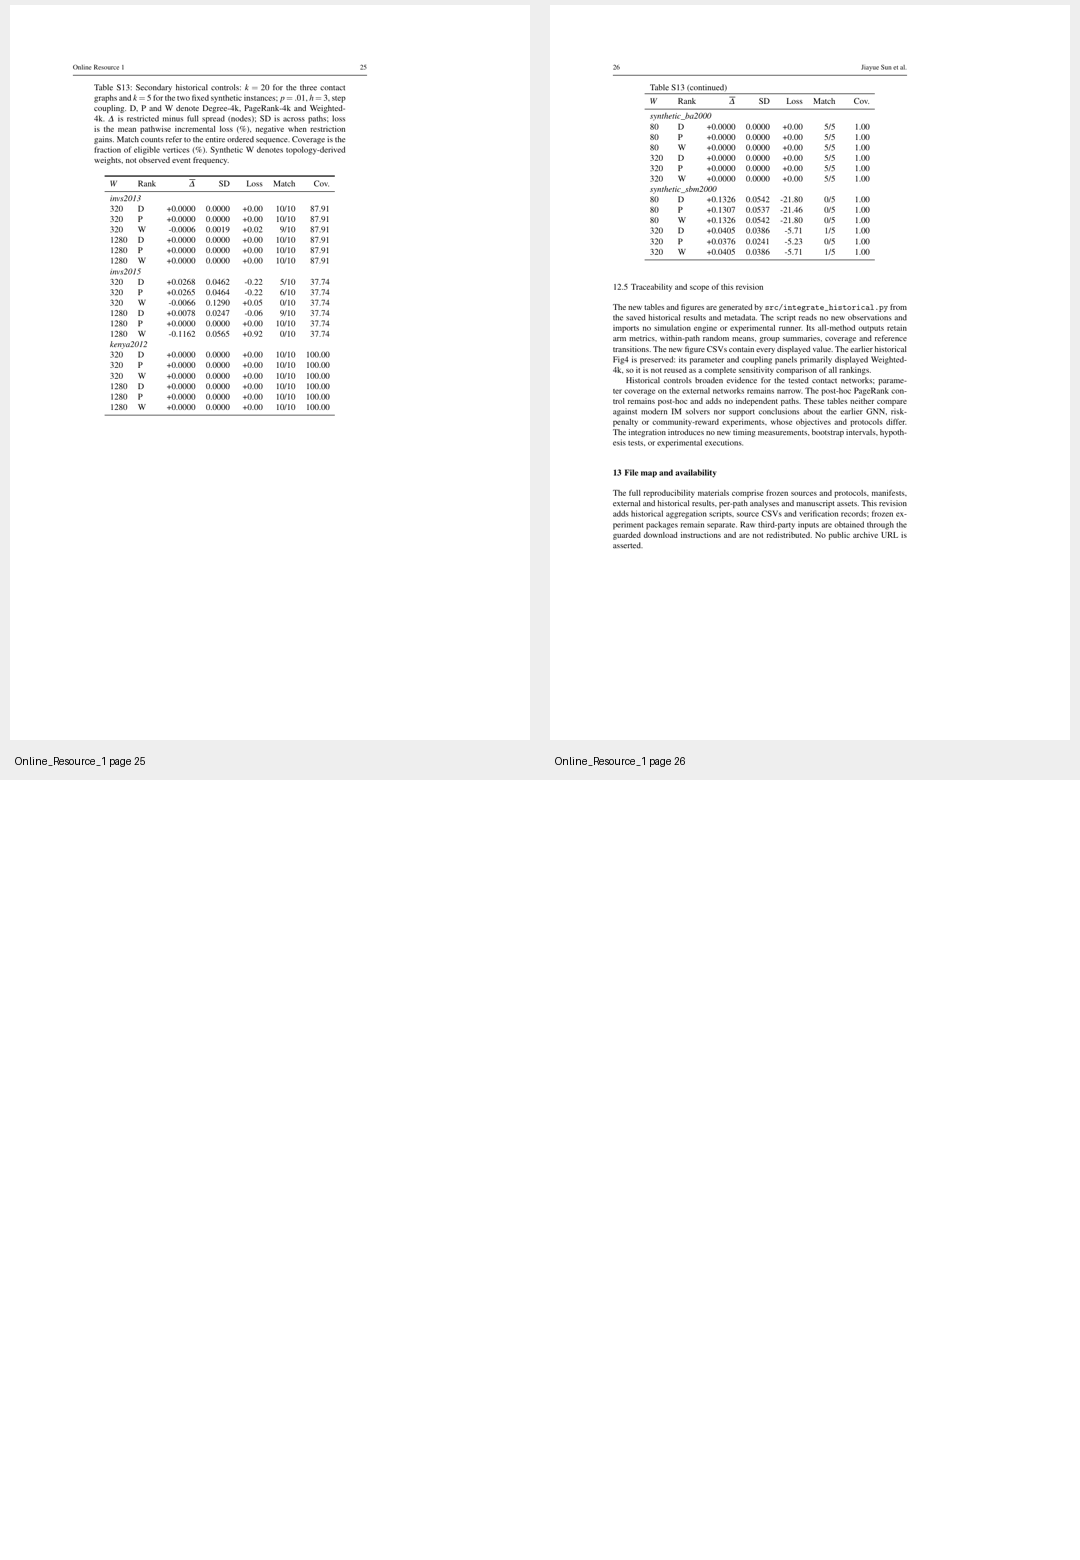 Online Resource 1 25
Table S13: Secondary historical controls: k = 20 for the three contact
graphs and k = 5 for the two fixed synthetic instances; p = .01, h = 3, step
coupling. D, P and W denote Degree-4k, PageRank-4k and Weighted-
4k. Δ is restricted minus full spread (nodes); SD is across paths; loss
is the mean pathwise incremental loss (%), negative when restriction
gains. Match counts refer to the entire ordered sequence. Coverage is the
fraction of eligible vertices (%). Synthetic W denotes topology-derived
weights, not observed event frequency.
W Rank Δ̅ SD Loss Match Cov.
invs2013
320 D +0.0000 0.0000 +0.00 10/10 87.91
320 P +0.0000 0.0000 +0.00 10/10 87.91
320 W -0.0006 0.0019 +0.02 9/10 87.91
1280 D +0.0000 0.0000 +0.00 10/10 87.91
1280 P +0.0000 0.0000 +0.00 10/10 87.91
1280 W +0.0000 0.0000 +0.00 10/10 87.91
invs2015
320 D +0.0268 0.0462 -0.22 5/10 37.74
320 P +0.0265 0.0464 -0.22 6/10 37.74
320 W -0.0066 0.1290 +0.05 0/10 37.74
1280 D +0.0078 0.0247 -0.06 9/10 37.74
1280 P +0.0000 0.0000 +0.00 10/10 37.74
1280 W -0.1162 0.0565 +0.92 0/10 37.74
kenya2012
320 D +0.0000 0.0000 +0.00 10/10 100.00
320 P +0.0000 0.0000 +0.00 10/10 100.00
320 W +0.0000 0.0000 +0.00 10/10 100.00
1280 D +0.0000 0.0000 +0.00 10/10 100.00
1280 P +0.0000 0.0000 +0.00 10/10 100.00
1280 W +0.0000 0.0000 +0.00 10/10 100.00
Online_Resource_1 page 25
26 Jiayue Sun et al.
Table S13 (continued)
W Rank Δ̅ SD Loss Match Cov.
synthetic_ba2000
80 D +0.0000 0.0000 +0.00 5/5 1.00
80 P +0.0000 0.0000 +0.00 5/5 1.00
80 W +0.0000 0.0000 +0.00 5/5 1.00
320 D +0.0000 0.0000 +0.00 5/5 1.00
320 P +0.0000 0.0000 +0.00 5/5 1.00
320 W +0.0000 0.0000 +0.00 5/5 1.00
synthetic_sbm2000
80 D +0.1326 0.0542 -21.80 0/5 1.00
80 P +0.1307 0.0537 -21.46 0/5 1.00
80 W +0.1326 0.0542 -21.80 0/5 1.00
320 D +0.0405 0.0386 -5.71 1/5 1.00
320 P +0.0376 0.0241 -5.23 0/5 1.00
320 W +0.0405 0.0386 -5.71 1/5 1.00
12.5 Traceability and scope of this revision
The new tables and figures are generated by src/integrate_historical.py from
the saved historical results and metadata. The script reads no new observations and
imports no simulation engine or experimental runner. Its all-method outputs retain
arm metrics, within-path random means, group summaries, coverage and reference
transitions. The new figure CSVs contain every displayed value. The earlier historical
Fig4 is preserved: its parameter and coupling panels primarily displayed Weighted-
4k, so it is not reused as a complete sensitivity comparison of all rankings.
Historical controls broaden evidence for the tested contact networks; parame-
ter coverage on the external networks remains narrow. The post-hoc PageRank con-
trol remains post-hoc and adds no independent paths. These tables neither compare
against modern IM solvers nor support conclusions about the earlier GNN, risk-
penalty or community-reward experiments, whose objectives and protocols differ.
The integration introduces no new timing measurements, bootstrap intervals, hypoth-
esis tests, or experimental executions.
13 File map and availability
The full reproducibility materials comprise frozen sources and protocols, manifests,
external and historical results, per-path analyses and manuscript assets. This revision
adds historical aggregation scripts, source CSVs and verification records; frozen ex-
periment packages remain separate. Raw third-party inputs are obtained through the
guarded download instructions and are not redistributed. No public archive URL is
asserted.
Online_Resource_1 page 26